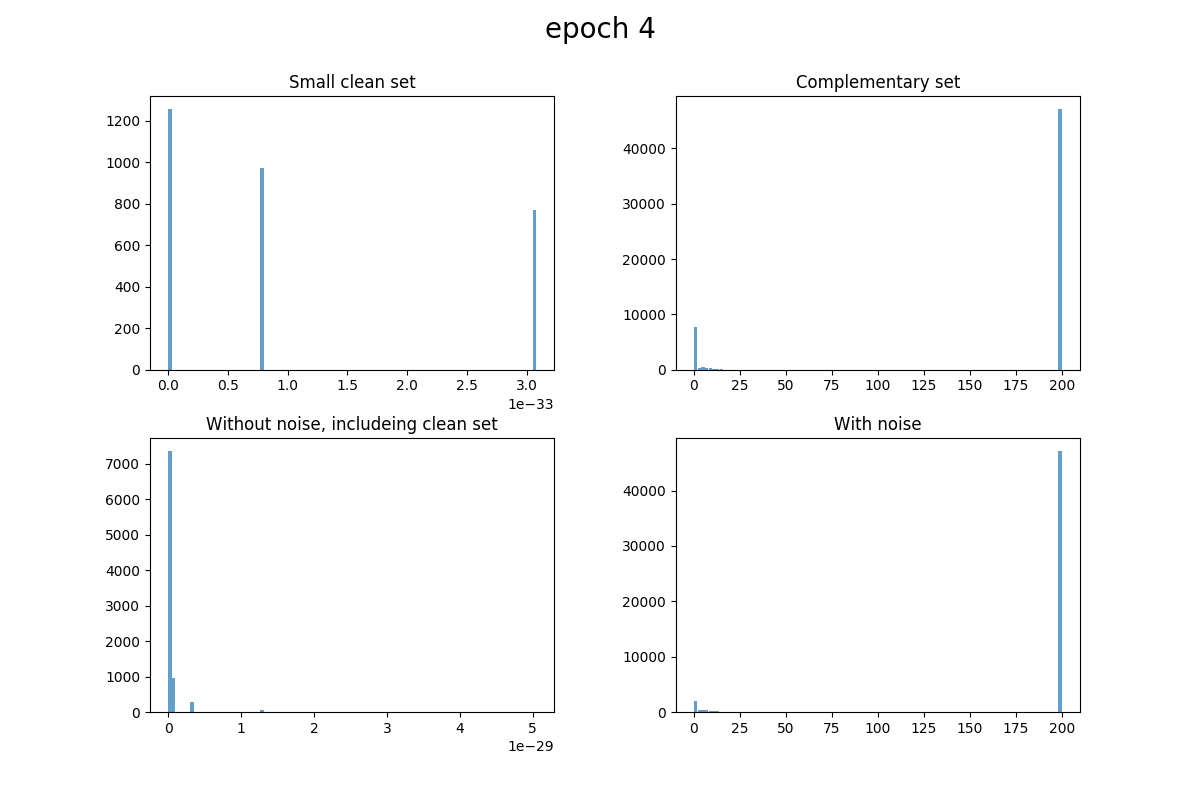 epoch 4
Small clean set
1200
1000
800
600
400
200
0
0.0 0.5 1.0 1.5 2.0 2.5 3.0
1e−33
Complementary set
40000
30000
20000
10000
0
0 25 50 75 100 125 150 175 200
Without noise, includeing clean set
7000
6000
5000
4000
3000
2000
1000
0
0 1 2 3 4 5
1e−29
With noise
40000
30000
20000
10000
0
0 25 50 75 100 125 150 175 200